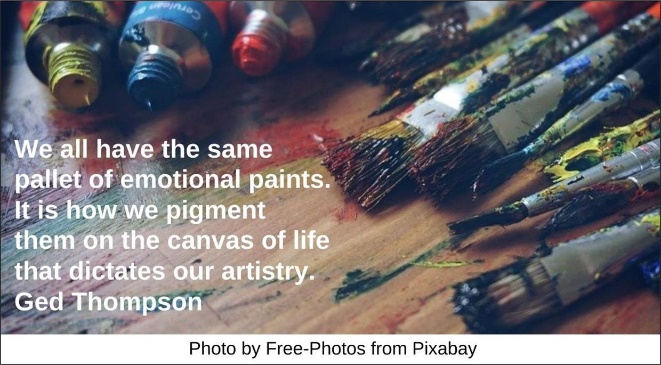 Cerulean
We all have the same
pallet of emotional paints.
It is how we pigment
them on the canvas of life
that dictates our artistry.
Ged Thompson
Photo by Free-Photos from Pixabay